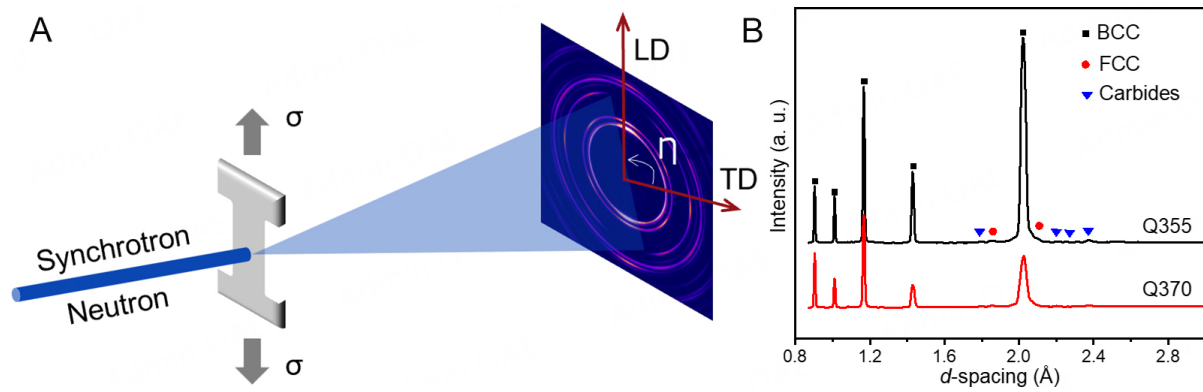 A
LD
η
TD
σ
Synchrotron
Neutron
σ
B
Intensity (a. u.)
BCC
FCC
Carbides
Q355
Q370
0.8 1.2 1.6 2.0 2.4 2.8
d-spacing (Å)